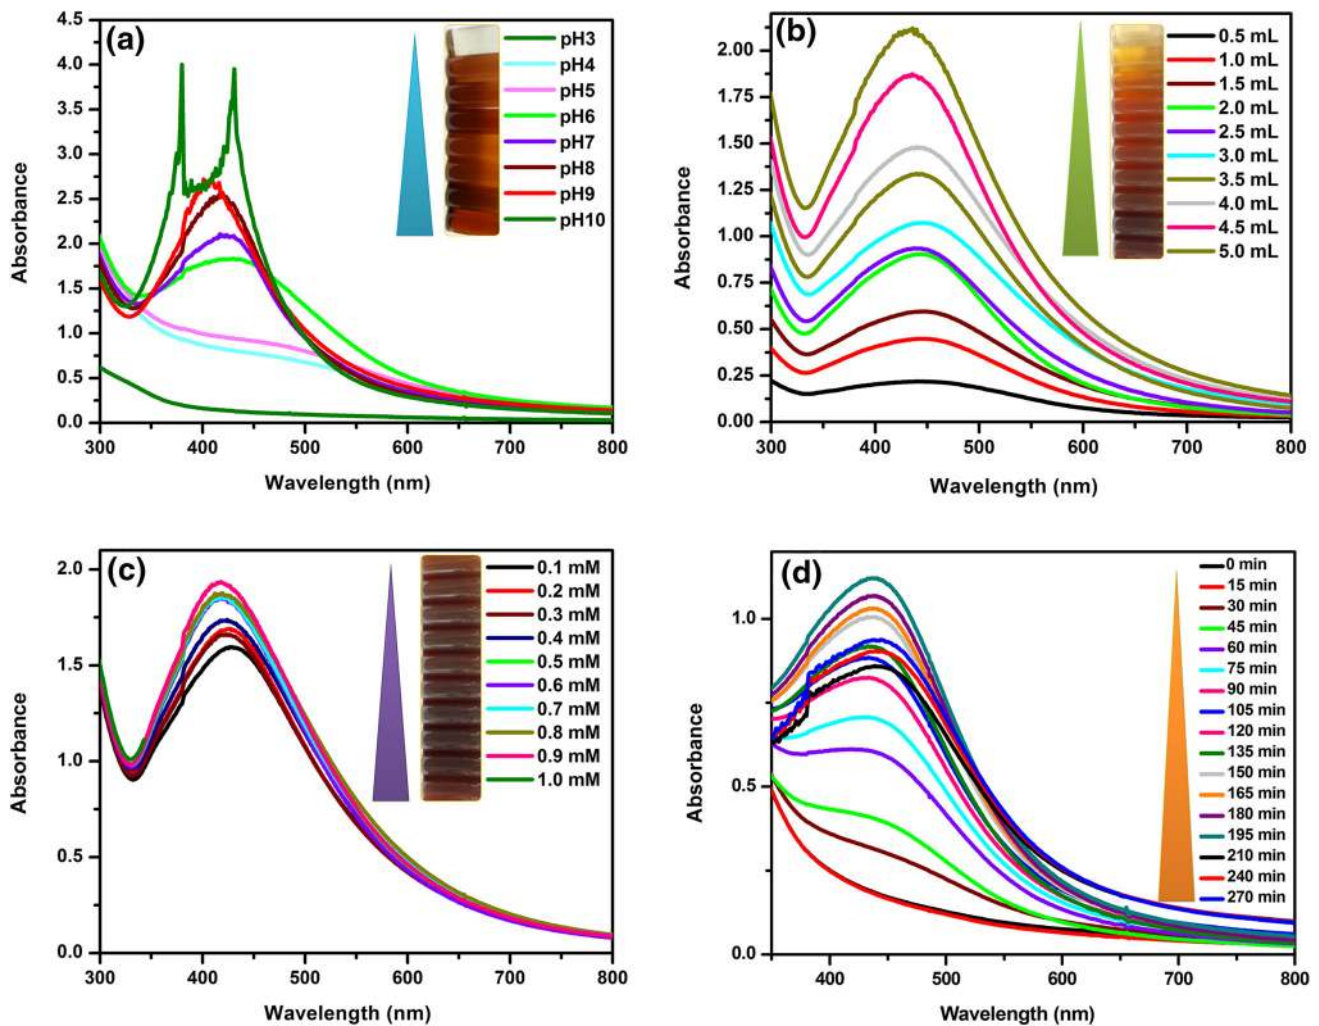 (a)
4.5
4.0
3.5
3.0
2.5
2.0
1.5
1.0
0.5
0.0
Absorbance
300 400 500 600 700 800
Wavelength (nm)
pH3
pH4
pH5
pH6
pH7
pH8
pH9
pH10
(b)
2.00
1.75
1.50
1.25
1.00
0.75
0.50
0.25
0.00
Absorbance
300 400 500 600 700 800
Wavelength (nm)
0.5 mL
1.0 mL
1.5 mL
2.0 mL
2.5 mL
3.0 mL
3.5 mL
4.0 mL
4.5 mL
5.0 mL
(c)
2.0
1.5
1.0
0.5
0.0
Absorbance
300 400 500 600 700 800
Wavelength (nm)
0.1 mM
0.2 mM
0.3 mM
0.4 mM
0.5 mM
0.6 mM
0.7 mM
0.8 mM
0.9 mM
1.0 mM
(d)
1.0
0.5
0.0
Absorbance
400 500 600 700 800
Wavelength (nm)
0 min
15 min
30 min
45 min
60 min
75 min
90 min
105 min
120 min
135 min
150 min
165 min
180 min
195 min
210 min
240 min
270 min